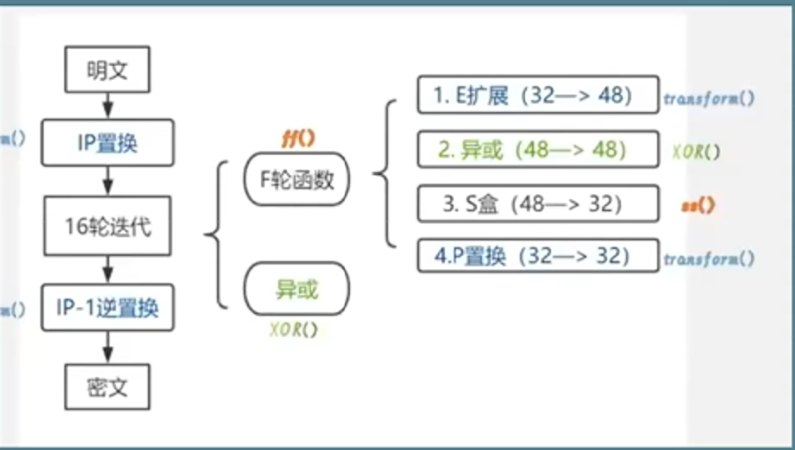 明文
IP置换
m()
16轮迭代
IP-1逆置换
m()
密文
ff()
F轮函数
异或
XOR()
1. E扩展（32—> 48） transform()
2. 异或（48—> 48） XOR()
3. S盒（48—> 32） ss()
4.P置换（32—> 32） transform()